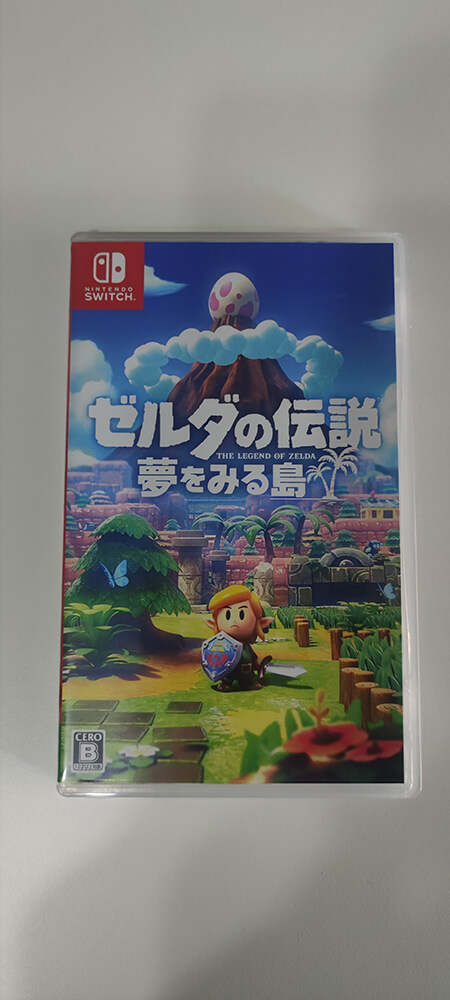 NINTENDO
SWITCH
ゼルダの伝説
THE LEGEND OF ZELDA
夢をみる島
CERO
B